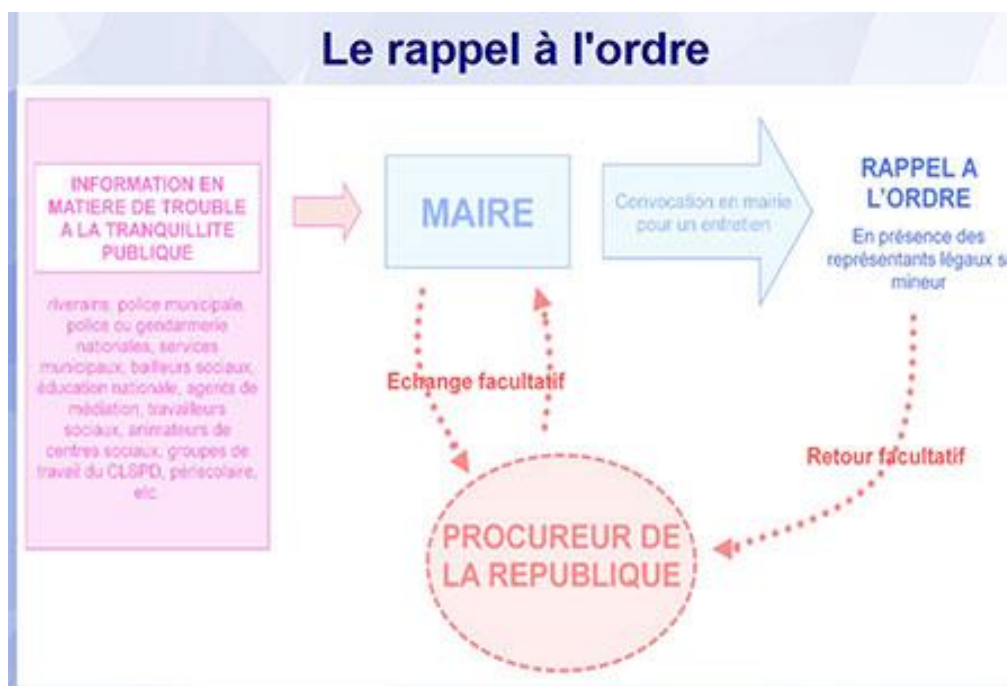 Le rappel à l'ordre
INFORMATION EN
MATIERE DE TROUBLE
A LA TRANQUILLITE
PUBLIQUE
riverains, police municipale,
police ou gendarmerie
nationales, services
municipaux, bailleurs sociaux,
éducation nationale, agents de
médiation, travailleurs
sociaux, animateurs de
centres sociaux, groupes de
travail du CLSPD, périscolaire,
etc.
MAIRE
Convocation en mairie
pour un entretien
RAPPEL A
L'ORDRE
En présence des
représentants légaux s
mineur
Echange facultatif
Retour facultatif
PROCUREUR DE
LA REPUBLIQUE